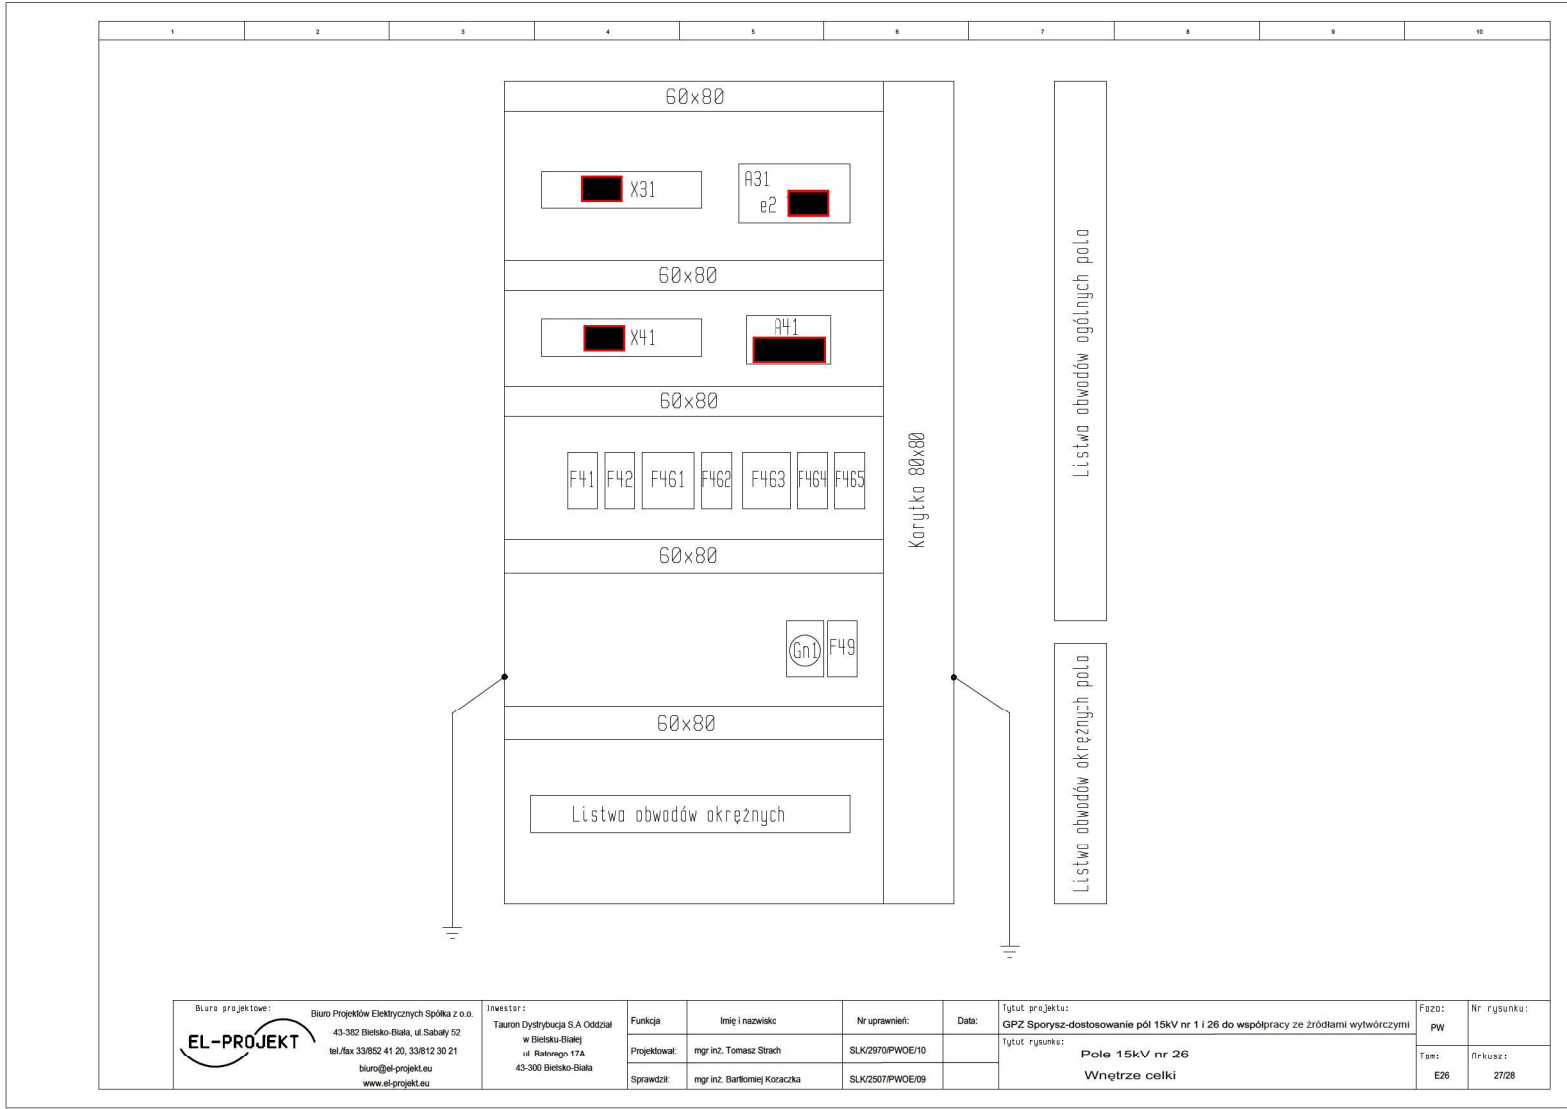 1 2 3 4 5 6 7 8 9 10
60x80
X31
A31
e2
60x80
X41
A41
60x80
F41 F42 F461 F462 F463 F464 F465
60x80
Gn1 F49
60x80
Listwa obwodów okrężnych
Korytko 80x80
Listwa obwodów ogólnych pola
Listwa obwodów okrężnych pola
Biuro projektowe:
EL-PROJEKT
Biuro Projektów Elektrycznych Spółka z o.o.
43-382 Bielsko-Biała, ul.Sabały 52
tel./fax 33/852 41 20, 33/812 30 21
biuro@el-projekt.eu
www.el-projekt.eu
Inwestor:
Tauron Dystrybucja S.A Oddział
w Bielsku-Białej
ul. Batorego 17A
43-300 Bielsko-Biała
Funkcja Imię i nazwisko Nr uprawnień: Data:
Projektował: mgr inż. Tomasz Strach SLK/2970/PWOE/10
Sprawdził: mgr inż. Bartłomiej Kozaczka SLK/2507/PWOE/09
Tytuł projektu:
GPZ Sporysz-dostosowanie pól 15kV nr 1 i 26 do współpracy ze źródłami wytwórczymi
Tytuł rysunku:
Pole 15kV nr 26
Wnętrze celki
Faza:
PW
Nr rysunku:
Tom:
E26
Arkusz:
27/28